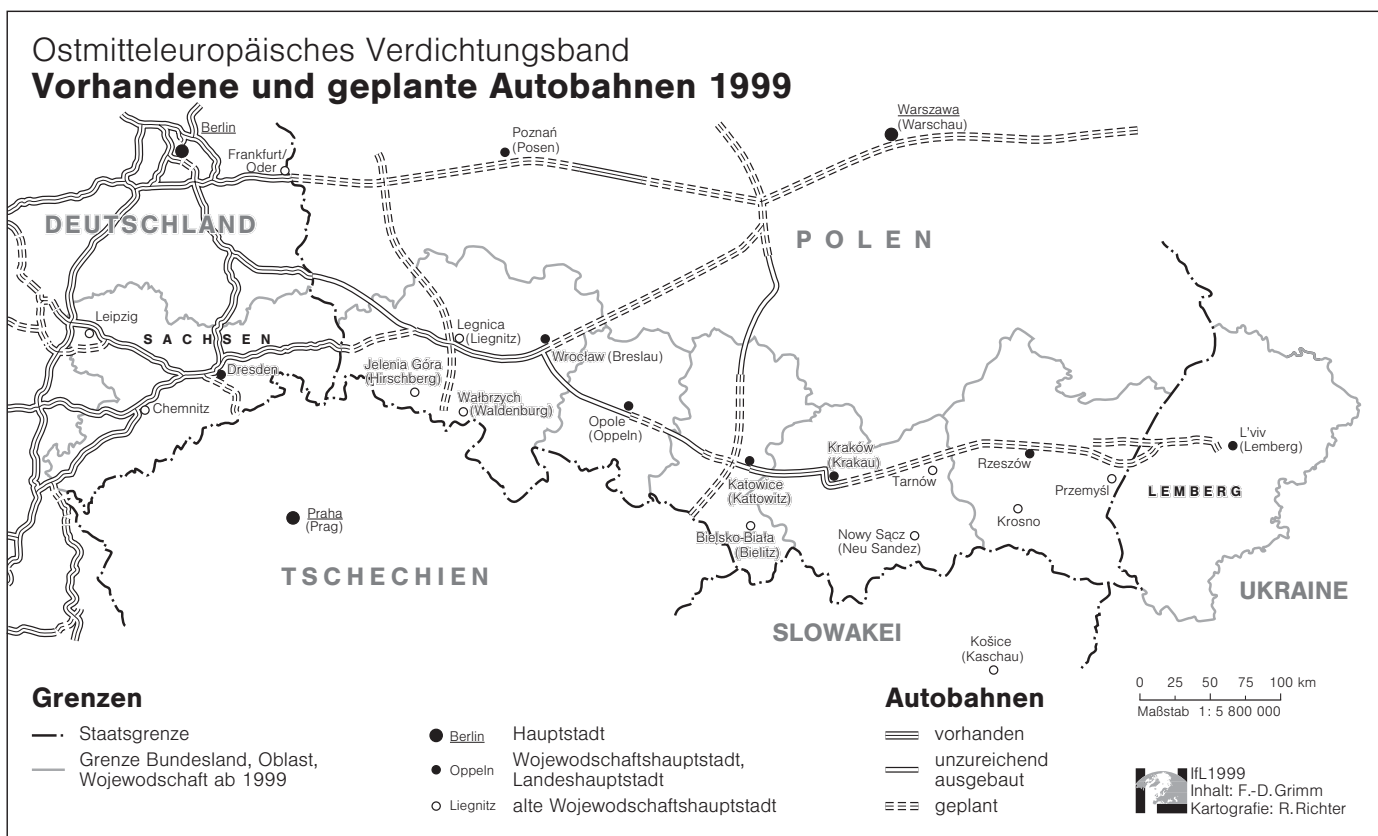 Ostmitteleuropäisches Verdichtungsband
Vorhandene und geplante Autobahnen 1999
Berlin
Warszawa
(Warschau)
Poznań
(Posen)
Frankfurt/
Oder
DEUTSCHLAND
POLEN
Leipzig
SACHSEN
Legnica
(Liegnitz)
Wrocław (Breslau)
Dresden
Jelenia Góra
(Hirschberg)
Wałbrzych
(Waldenburg)
Chemnitz
Opole
(Oppeln)
Kraków
(Krakau)
L'viv
(Lemberg)
Katowice
(Kattowitz)
Tarnów
Rzeszów
Przemyśl
LEMBERG
Krosno
Praha
(Prag)
Bielsko-Biała
(Bielitz)
Nowy Sącz
(Neu Sandez)
TSCHECHIEN
UKRAINE
SLOWAKEI
Košice
(Kaschau)
Grenzen
Staatsgrenze
Grenze Bundesland, Oblast,
Wojewodschaft ab 1999
Berlin Hauptstadt
Oppeln Wojewodschaftshauptstadt,
Landeshauptstadt
Liegnitz alte Wojewodschaftshauptstadt
Autobahnen
vorhanden
unzureichend
ausgebaut
geplant
0 25 50 75 100 km
Maßstab 1: 5 800 000
IfL1999
Inhalt: F.-D.Grimm
Kartografie: R.Richter